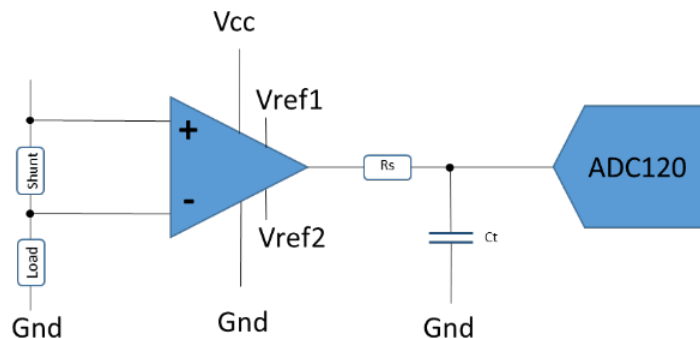 Vcc
Vref1
+
Shunt
Rs
ADC120
-
Vref2
Ct
Load
Gnd
Gnd
Gnd